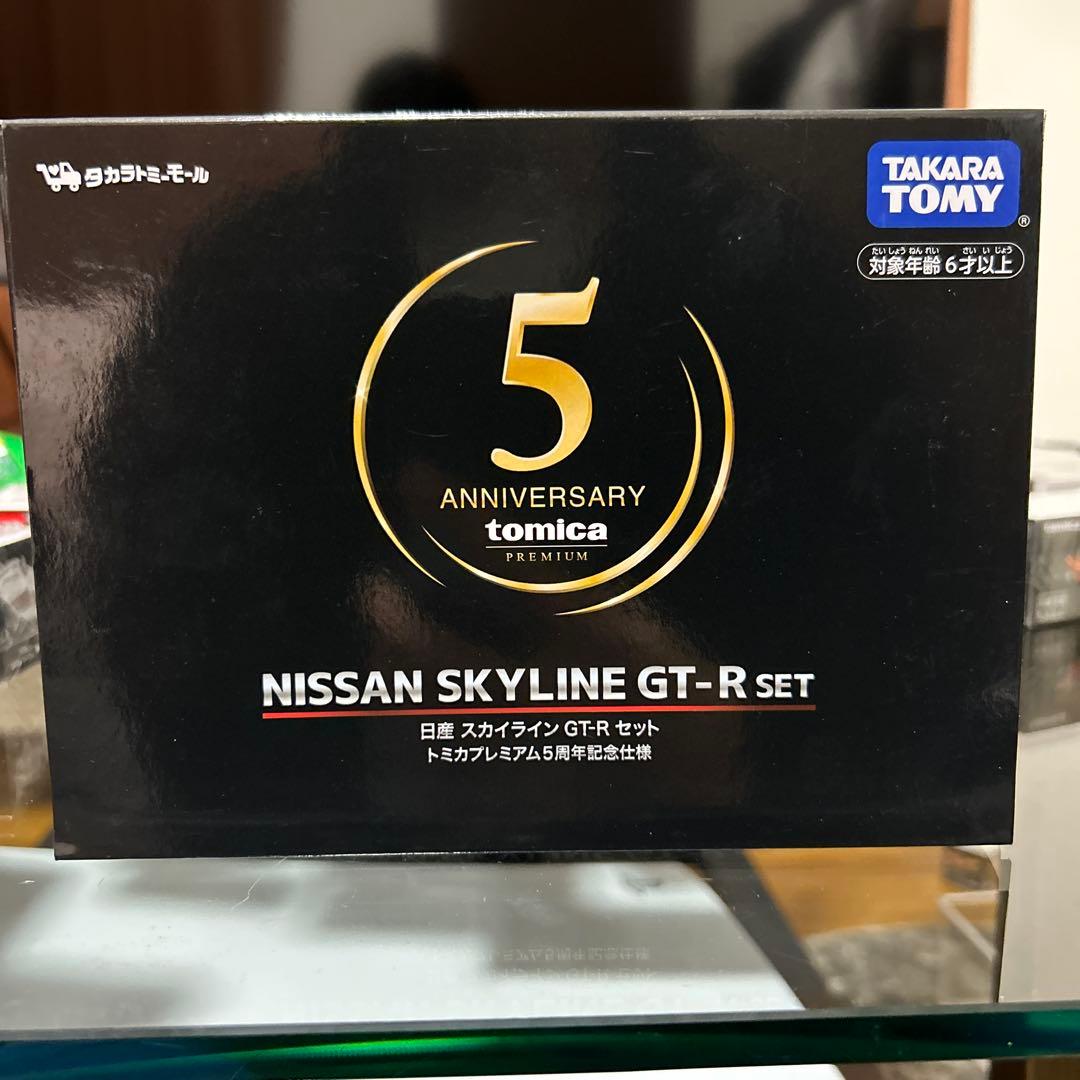 タカラトミーモール
TAKARA
TOMY
®
たいしょうねんれい さいいじょう
対象年齢6才以上
5
ANNIVERSARY
tomica
PREMIUM
NISSAN SKYLINE GT-R SET
日産 スカイライン GT-R セット
トミカプレミアム5周年記念仕様